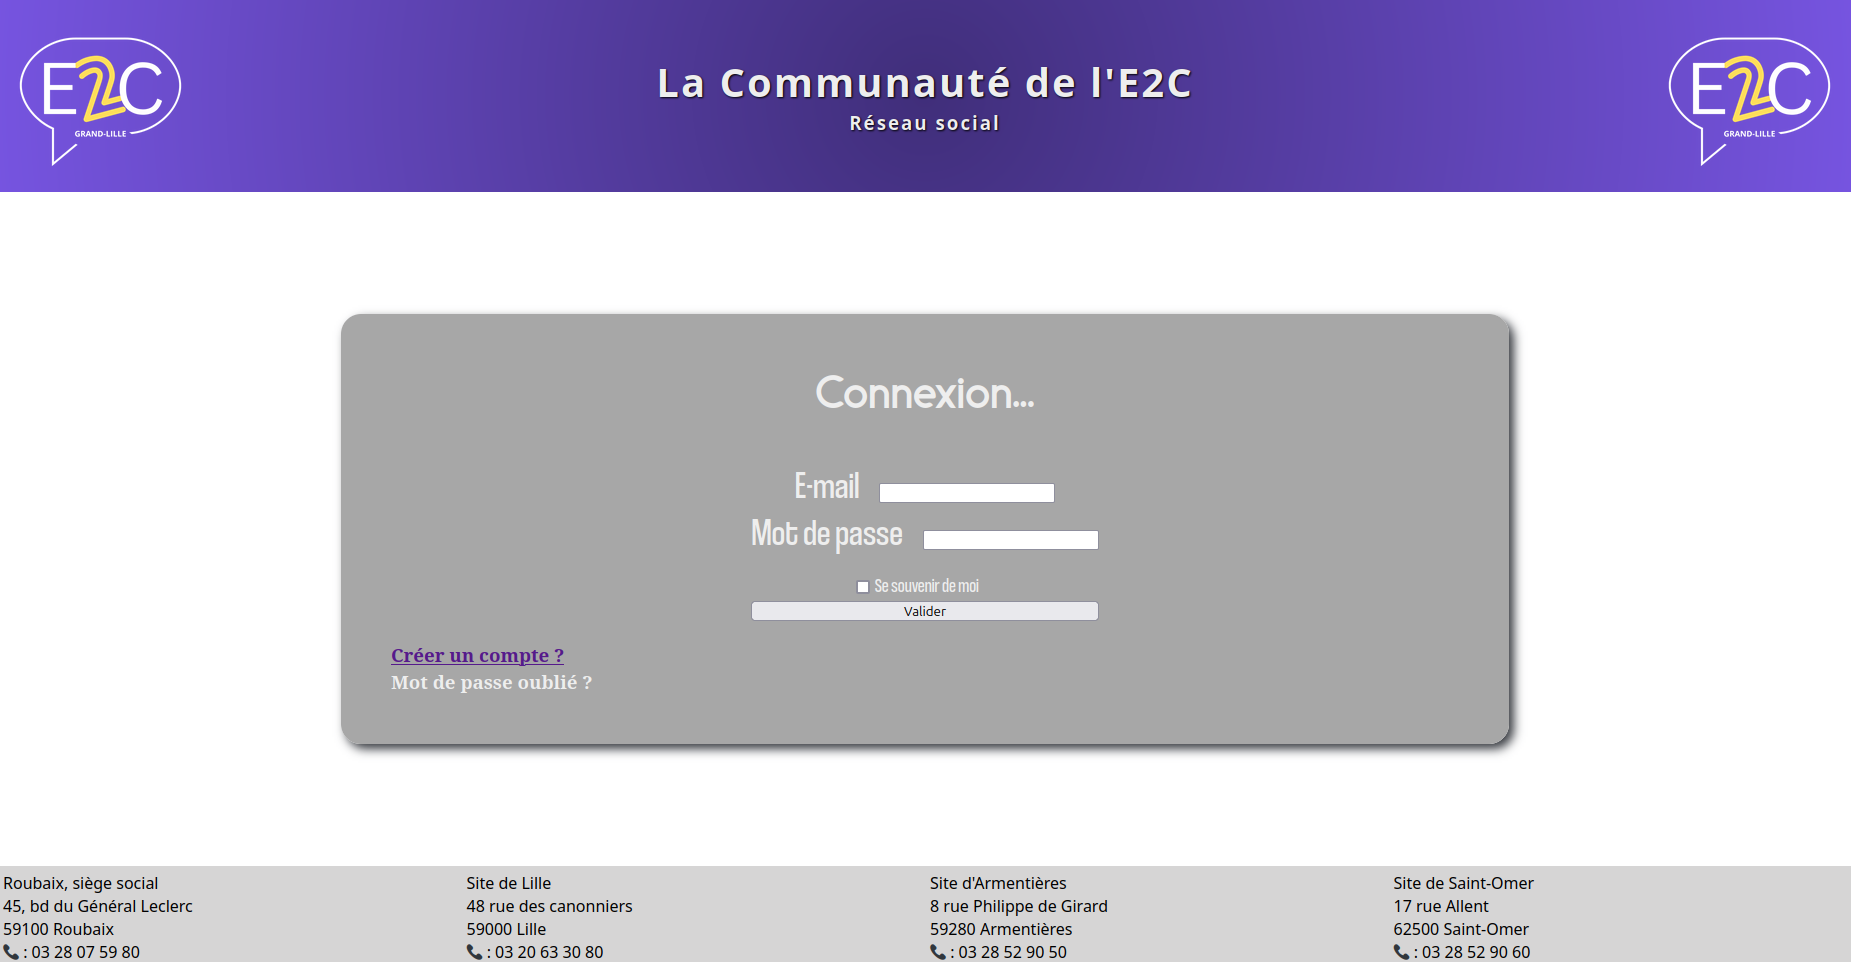 E2C
GRAND-LILLE
La Communauté de l'E2C
Réseau social
E2C
GRAND-LILLE
Connexion...
E-mail
Mot de passe
Se souvenir de moi
Valider
Créer un compte ?
Mot de passe oublié ?
Roubaix, siège social
45, bd du Général Leclerc
59100 Roubaix
📞 : 03 28 07 59 80
Site de Lille
48 rue des canonniers
59000 Lille
📞 : 03 20 63 30 80
Site d'Armentières
8 rue Philippe de Girard
59280 Armentières
📞 : 03 28 52 90 50
Site de Saint-Omer
17 rue Allent
62500 Saint-Omer
📞 : 03 28 52 90 60